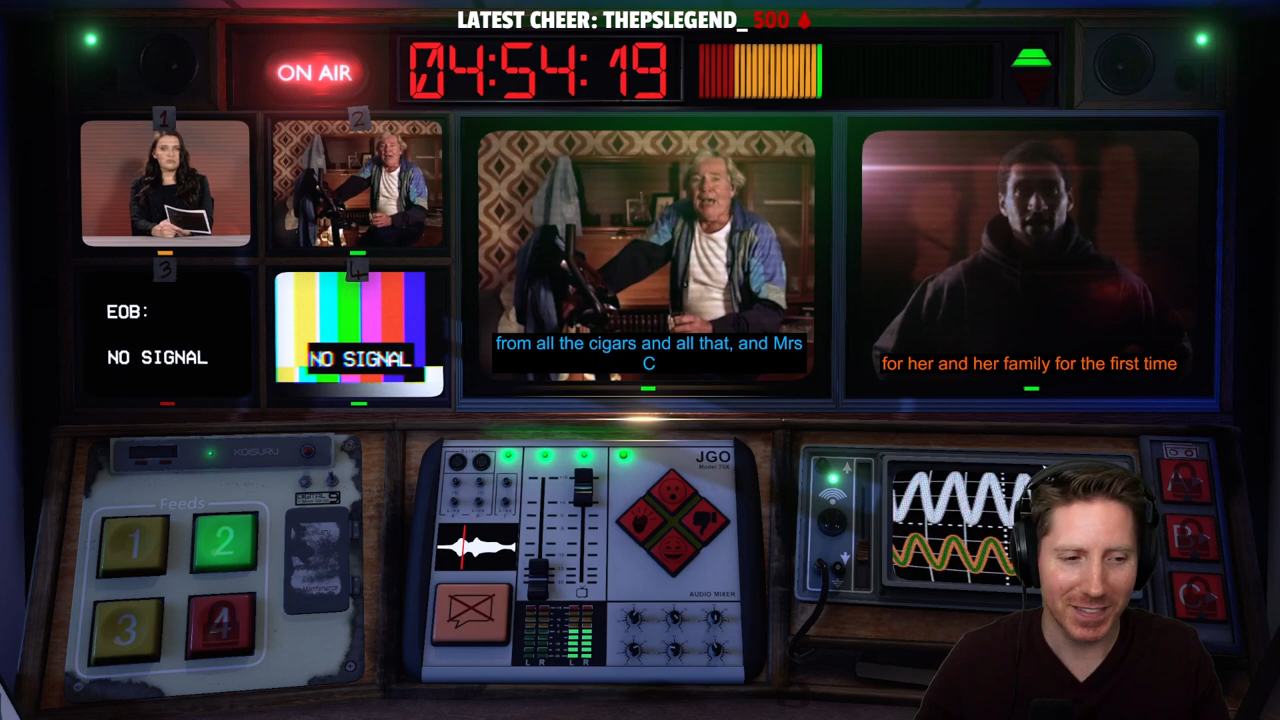 LATEST CHEER: THEPSLEGEND_ 500
ON AIR
04:54:19
1
2
3
4
EOB:
NO SIGNAL
NO SIGNAL
from all the cigars and all that, and Mrs
C
for her and her family for the first time
KOISURU
Feeds
1
2
3
4
JGO
AUDIO MIXER
L R
L R
A
B
C